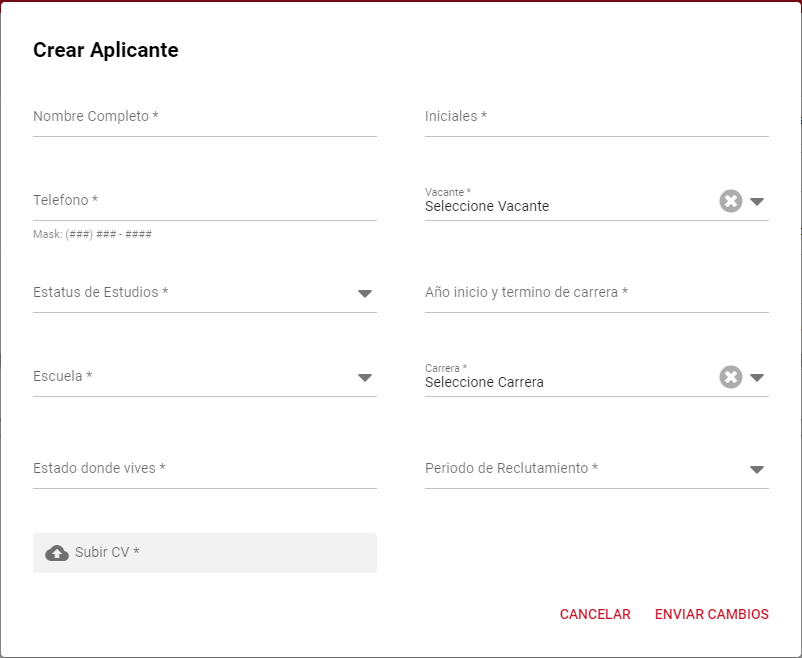 Crear Aplicante
Nombre Completo *
Iniciales *
Telefono *
Mask: (###) ### - ####
Vacante *
Seleccione Vacante
Estatus de Estudios *
Año inicio y termino de carrera *
Escuela *
Carrera *
Seleccione Carrera
Estado donde vives *
Periodo de Reclutamiento *
Subir CV *
CANCELAR
ENVIAR CAMBIOS